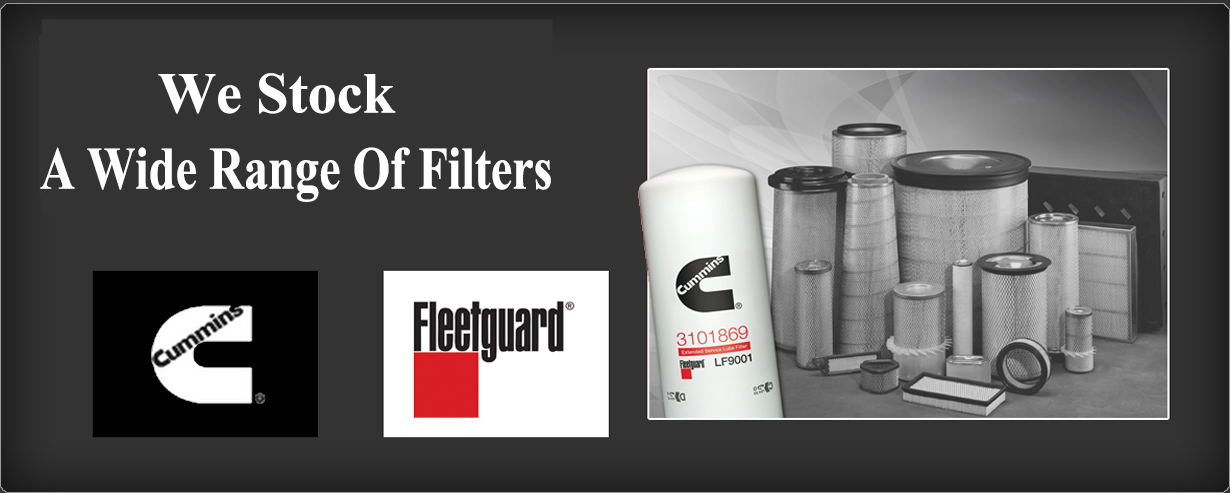 We Stock
A Wide Range Of Filters
Cummins
®
Fleetguard®
Cummins
®
3101869
Extended Service Lube Filter
Fleetguard
LF9001